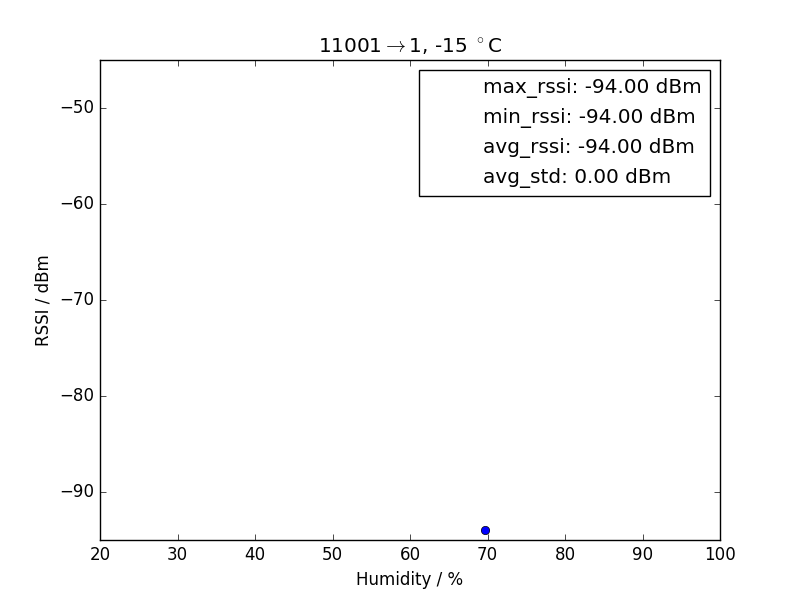 11001→1, -15 °C
max_rssi: -94.00 dBm
min_rssi: -94.00 dBm
avg_rssi: -94.00 dBm
avg_std: 0.00 dBm
RSSI / dBm
−50
−60
−70
−80
−90
20 30 40 50 60 70 80 90 100
Humidity / %